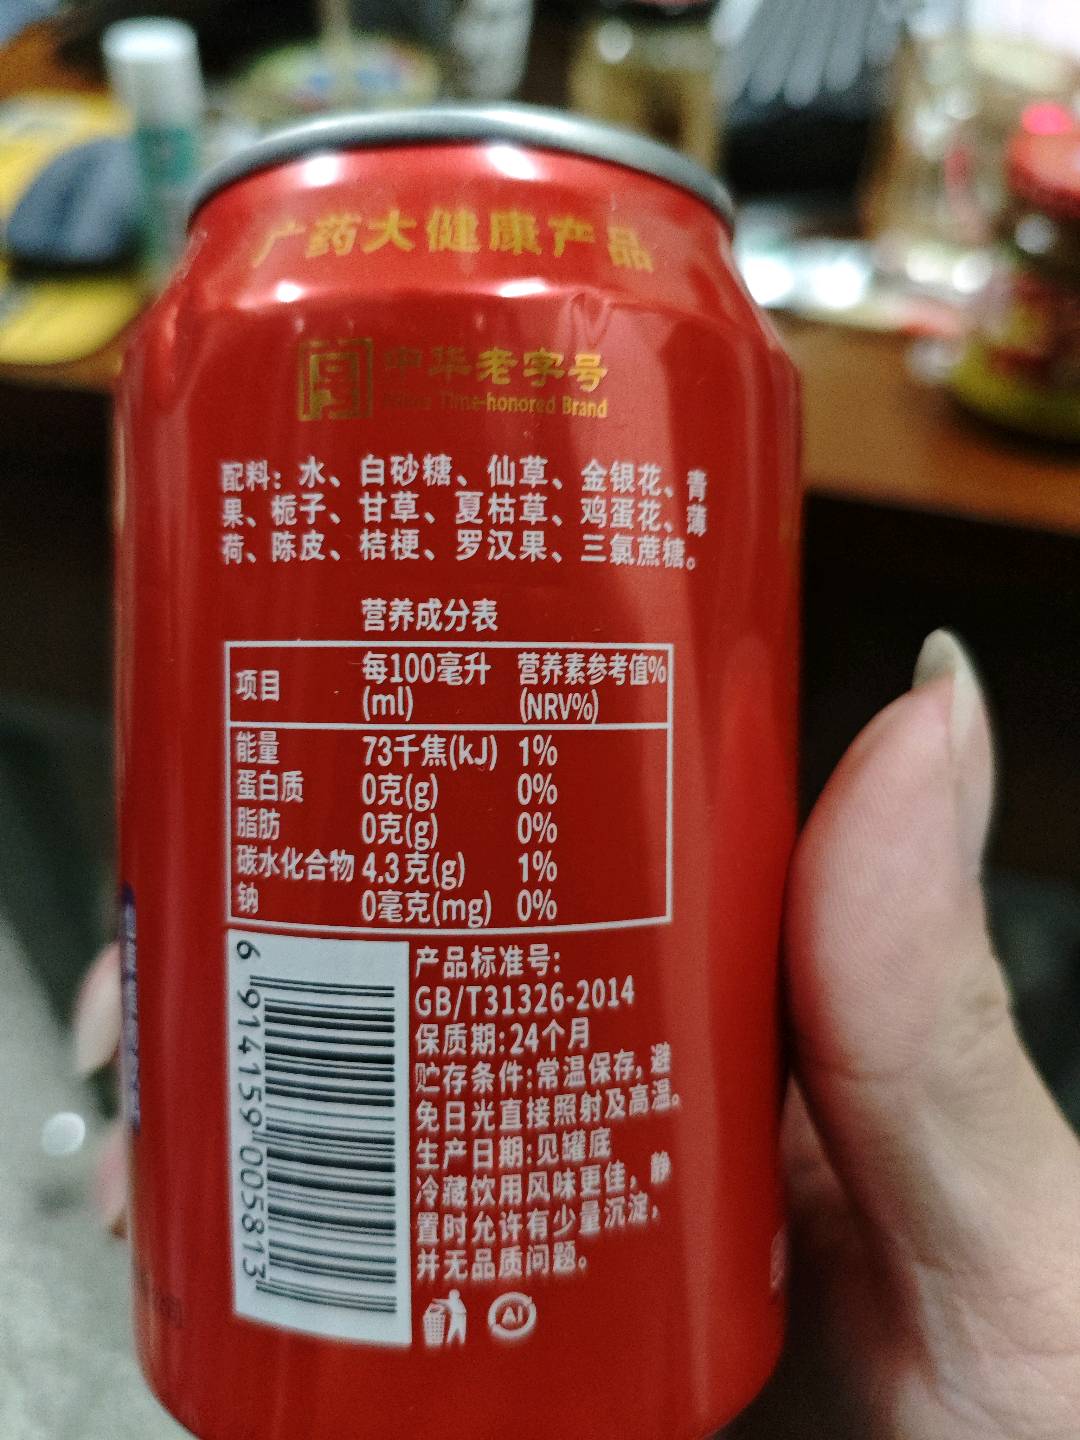 广药大健康产品
中华老字号
China Time-honored Brand
配料：水、白砂糖、仙草、金银花、青
果、栀子、甘草、夏枯草、鸡蛋花、薄
荷、陈皮、桔梗、罗汉果、三氯蔗糖。
营养成分表
项目 每100毫升(ml) 营养素参考值%(NRV%)
能量 73千焦(kJ) 1%
蛋白质 0克(g) 0%
脂肪 0克(g) 0%
碳水化合物 4.3克(g) 1%
钠 0毫克(mg) 0%
6 914159 005813
产品标准号:
GB/T31326-2014
保质期:24个月
贮存条件:常温保存, 避
免日光直接照射及高温。
生产日期:见罐底
冷藏饮用风味更佳，静
置时允许有少量沉淀，
并无品质问题。
Al